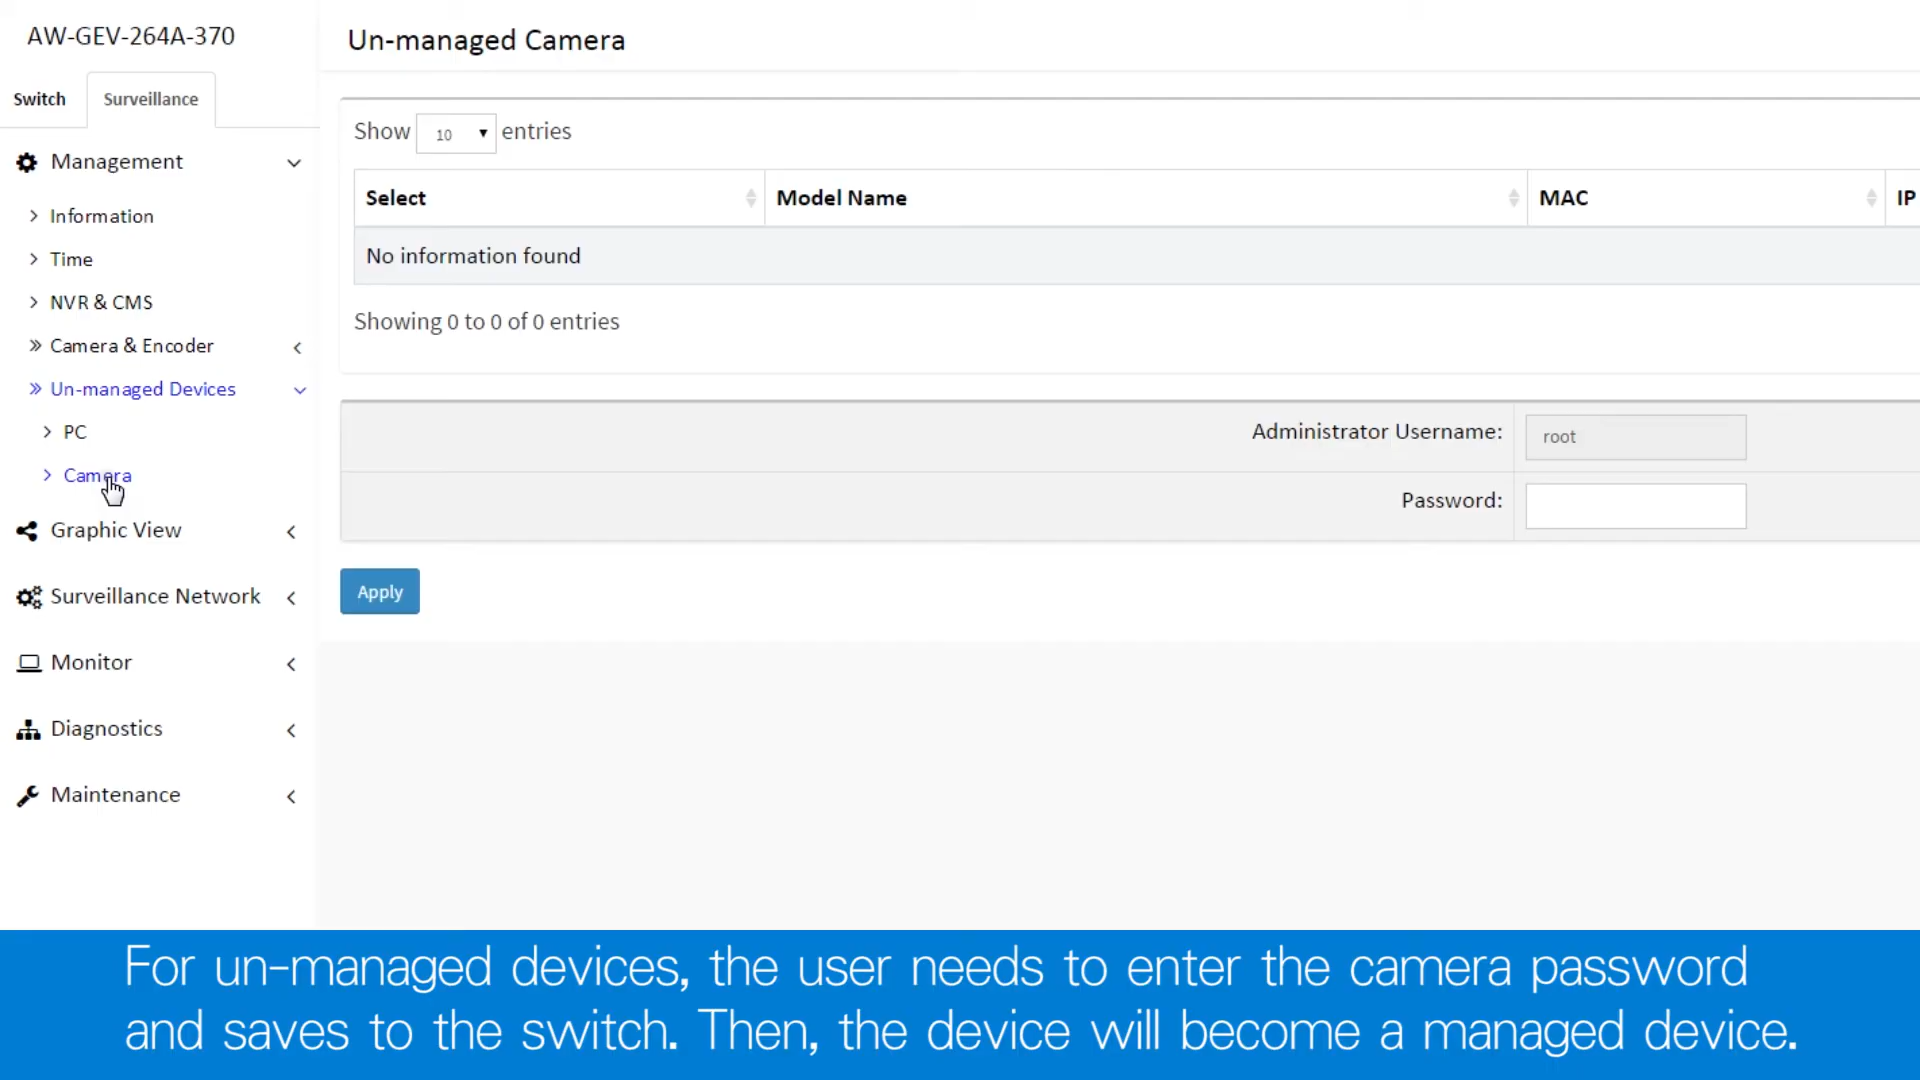 AW-GEV-264A-370
Un-managed Camera
Switch
Surveillance
Show 10 entries
Management
Select
Model Name
MAC
IP
Information
No information found
Time
NVR & CMS
Showing 0 to 0 of 0 entries
Camera & Encoder
Un-managed Devices
PC
Administrator Username:
root
Camera
Password:
Graphic View
Apply
Surveillance Network
Monitor
Diagnostics
Maintenance
For un-managed devices, the user needs to enter the camera password
and saves to the switch. Then, the device will become a managed device.